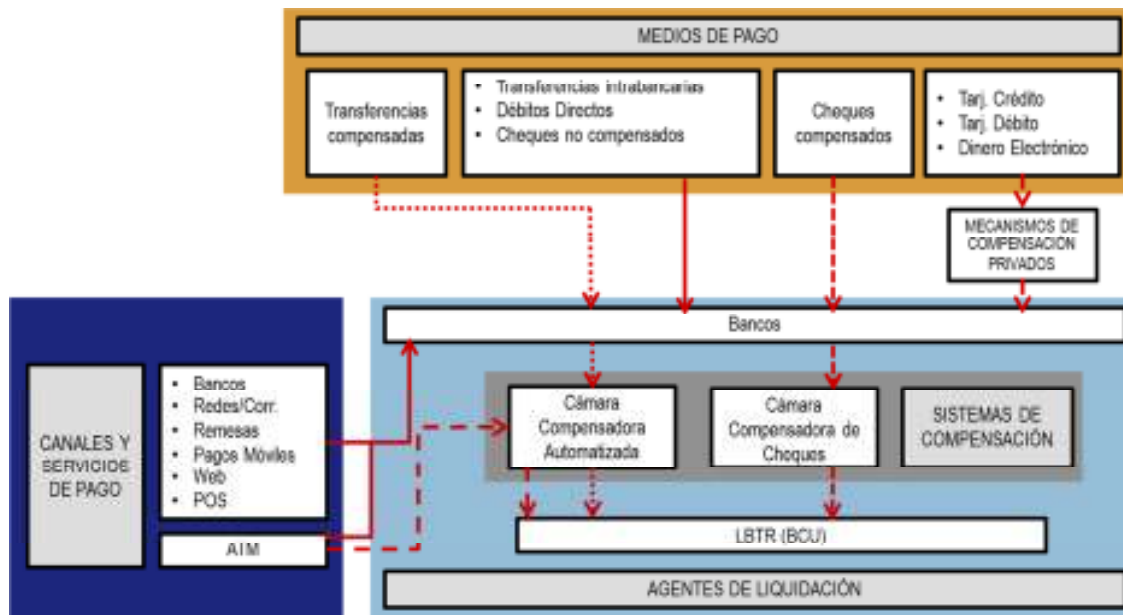 MEDIOS DE PAGO
Transferencias
compensadas
• Transferencias intrabancarias
• Débitos Directos
• Cheques no compensados
Cheques
compensados
• Tarj. Crédito
• Tarj. Débito
• Dinero Electrónico
MECANISMOS DE
COMPENSACIÓN
PRIVADOS
Bancos
CANALES Y
SERVICIOS
DE PAGO
• Bancos
• Redes/Corr.
• Remesas
• Pagos Móviles
• Web
• POS
AIM
Cámara
Compensadora
Automatizada
Cámara
Compensadora de
Cheques
SISTEMAS DE
COMPENSACIÓN
LBTR (BCU)
AGENTES DE LIQUIDACIÓN